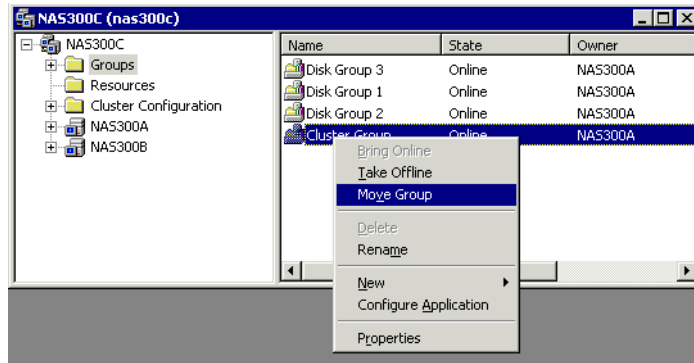 NAS300C (nas300c)
NAS300C
Groups
Resources
Cluster Configuration
NAS300A
NAS300B
Name State Owner
Disk Group 3 Online NAS300A
Disk Group 1 Online NAS300A
Disk Group 2 Online NAS300A
Cluster Group Online NAS300A
Bring Online
Take Offline
Move Group
Delete
Rename
New
Configure Application
Properties